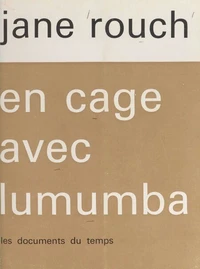 jane rouch
en cage
avec
lumumba
les documents du temps